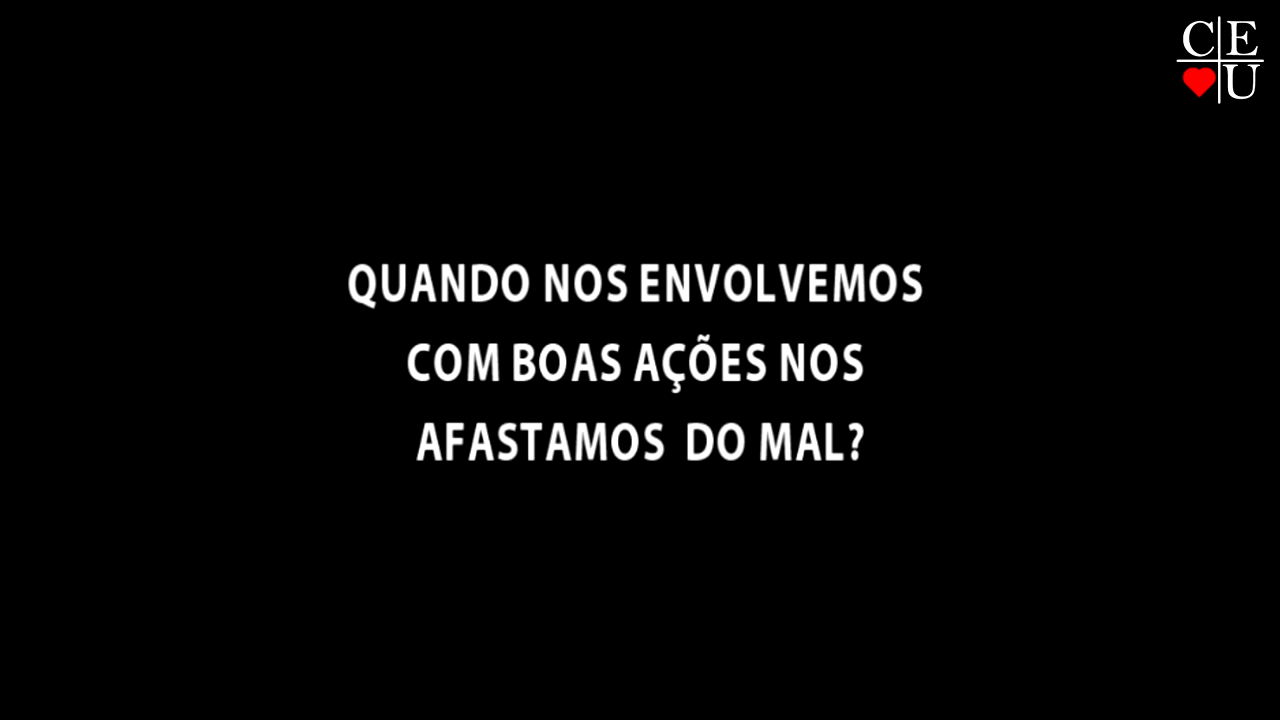 CE
U
QUANDO NOS ENVOLVEMOS
COM BOAS AÇÕES NOS
AFASTAMOS DO MAL?